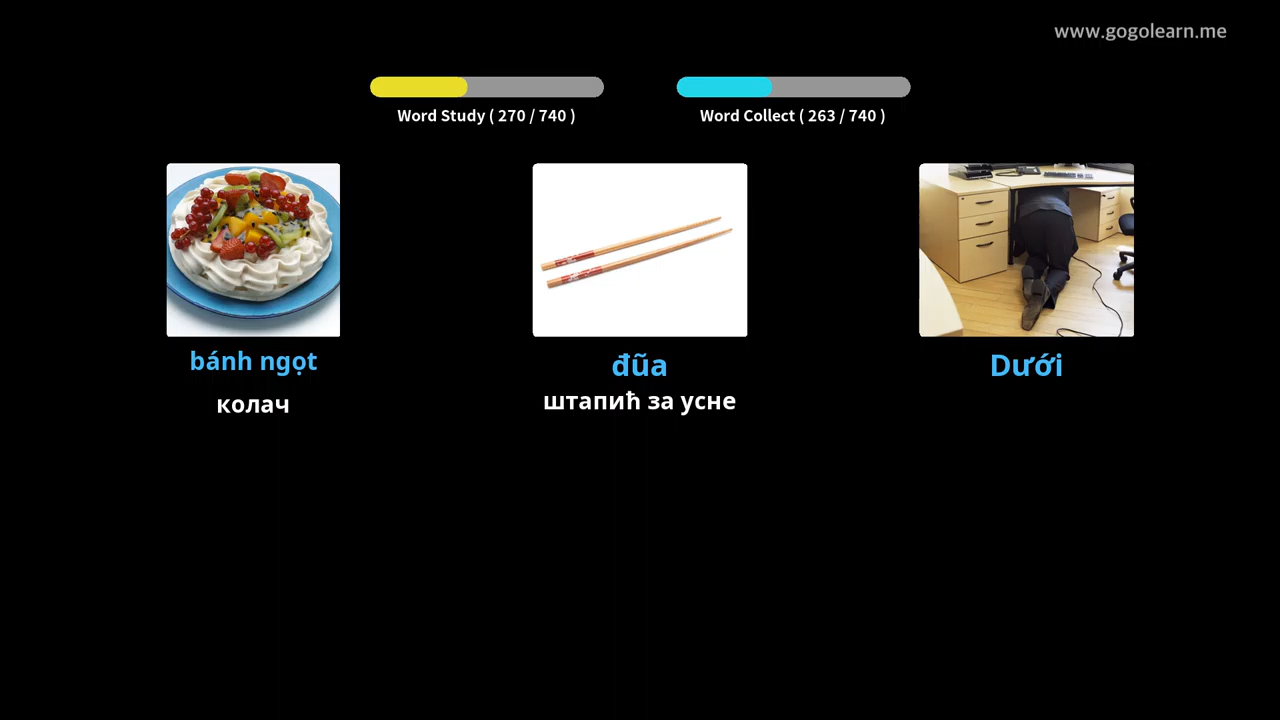 www.gogolearn.me
Word Study ( 270 / 740 )
Word Collect ( 263 / 740 )
bánh ngọt
колач
đũa
штапић за усне
Dưới